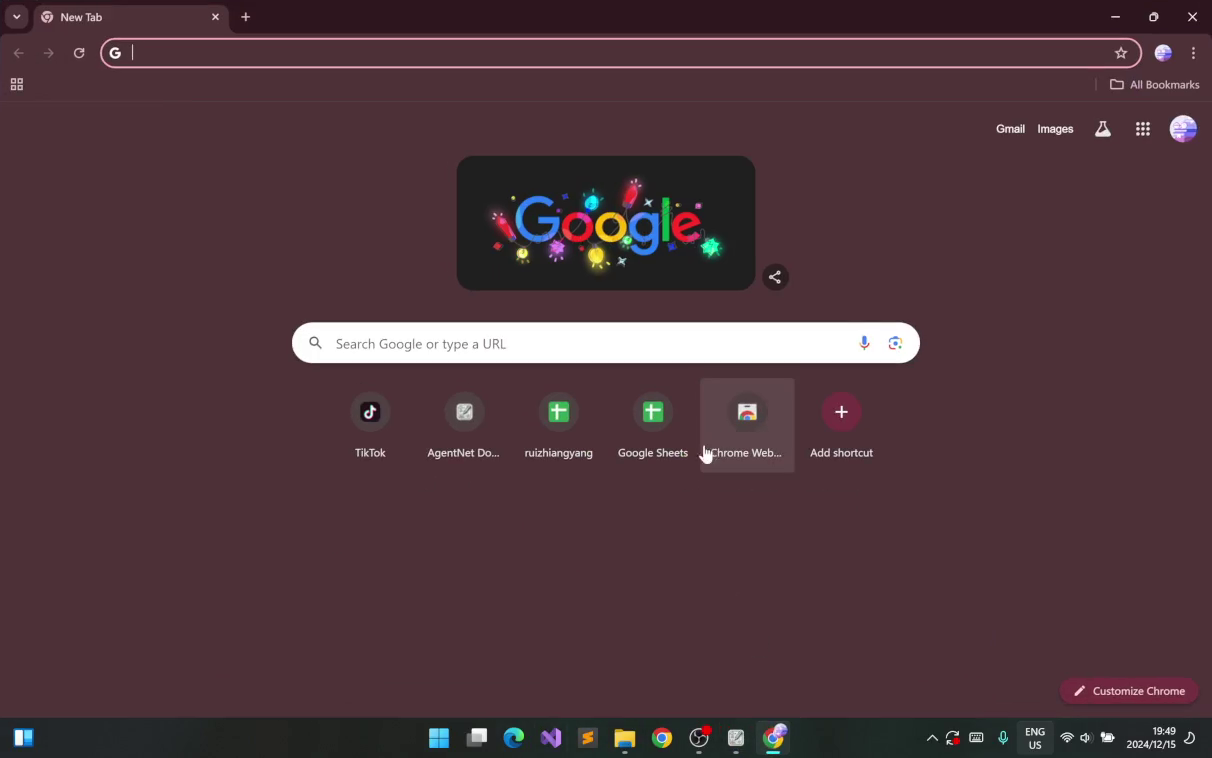 New Tab
All Bookmarks
Gmail Images
Google
Search Google or type a URL
TikTok AgentNet Do... ruizhiangyang Google Sheets Chrome Web... Add shortcut
Customize Chrome
ENG 19:49
US 2024/12/15